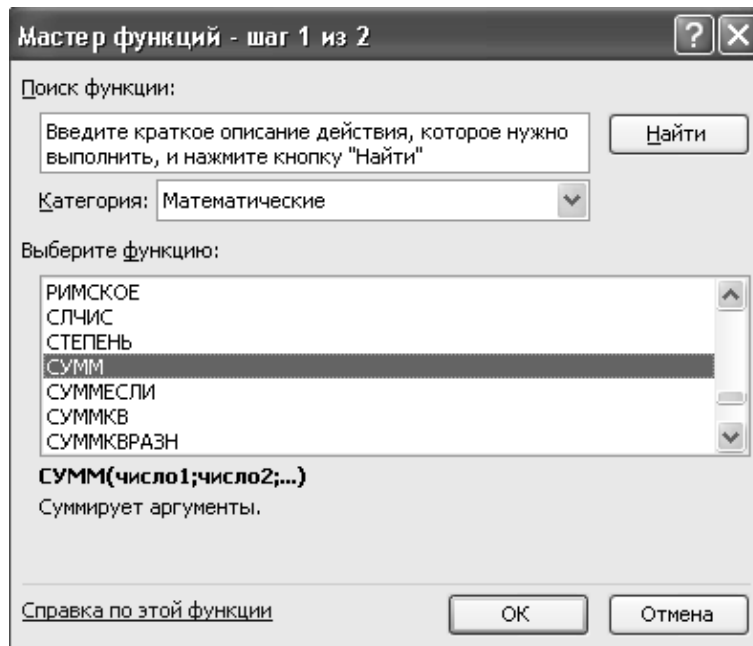 Мастер функций - шаг 1 из 2
Поиск функции:
Введите краткое описание действия, которое нужно
выполнить, и нажмите кнопку "Найти"
Найти
Категория: Математические
Выберите функцию:
РИМСКОЕ
СЛЧИС
СТЕПЕНЬ
СУММ
СУММЕСЛИ
СУММКВ
СУММКВРАЗН
СУММ(число1;число2;...)
Суммирует аргументы.
Справка по этой функции
ОК
Отмена